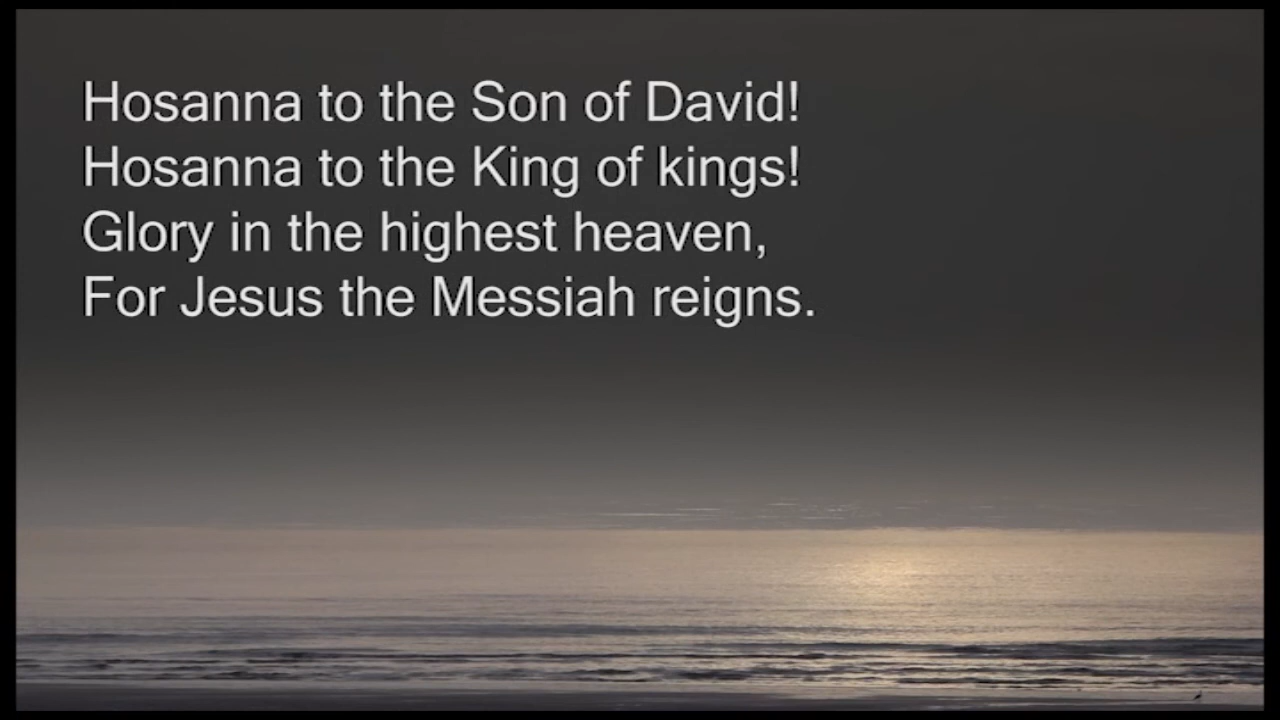 Hosanna to the Son of David!
Hosanna to the King of kings!
Glory in the highest heaven,
For Jesus the Messiah reigns.